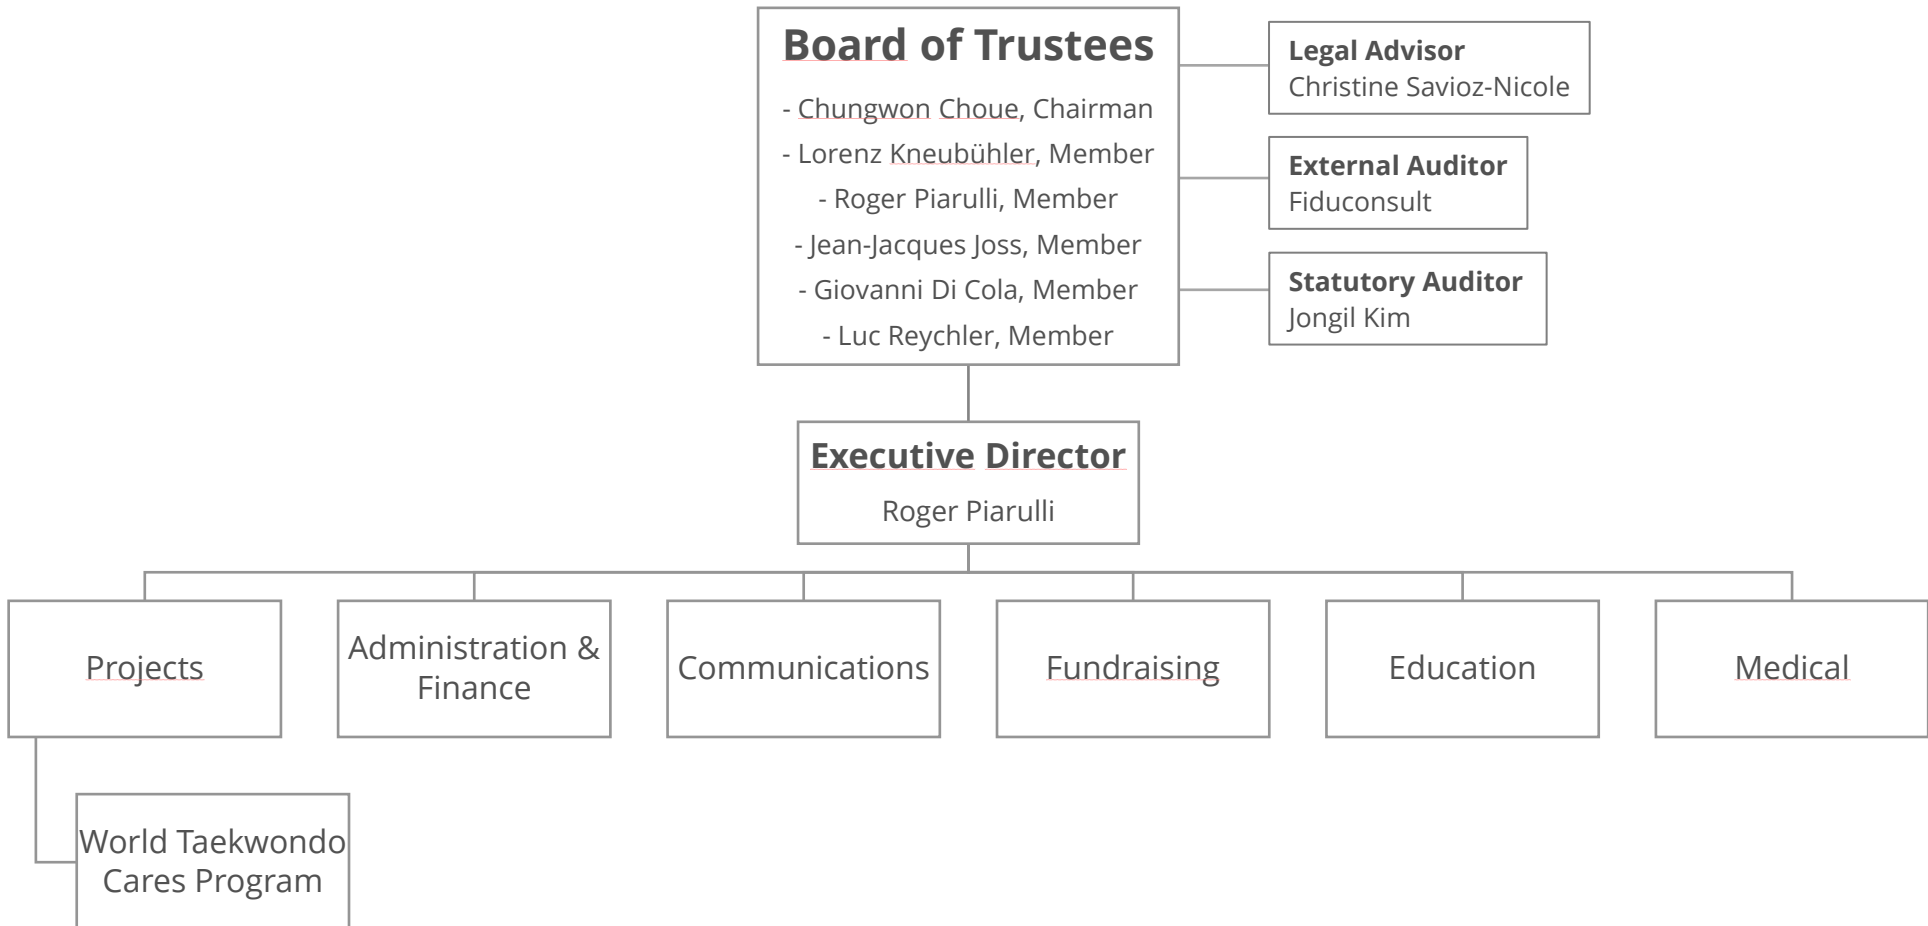 Board of Trustees
- Chungwon Choue, Chairman
- Lorenz Kneubühler, Member
- Roger Piarulli, Member
- Jean-Jacques Joss, Member
- Giovanni Di Cola, Member
- Luc Reychler, Member
Legal Advisor
Christine Savioz-Nicole
External Auditor
Fiduconsult
Statutory Auditor
Jongil Kim
Executive Director
Roger Piarulli
Projects
Administration &
Finance
Communications
Fundraising
Education
Medical
World Taekwondo
Cares Program